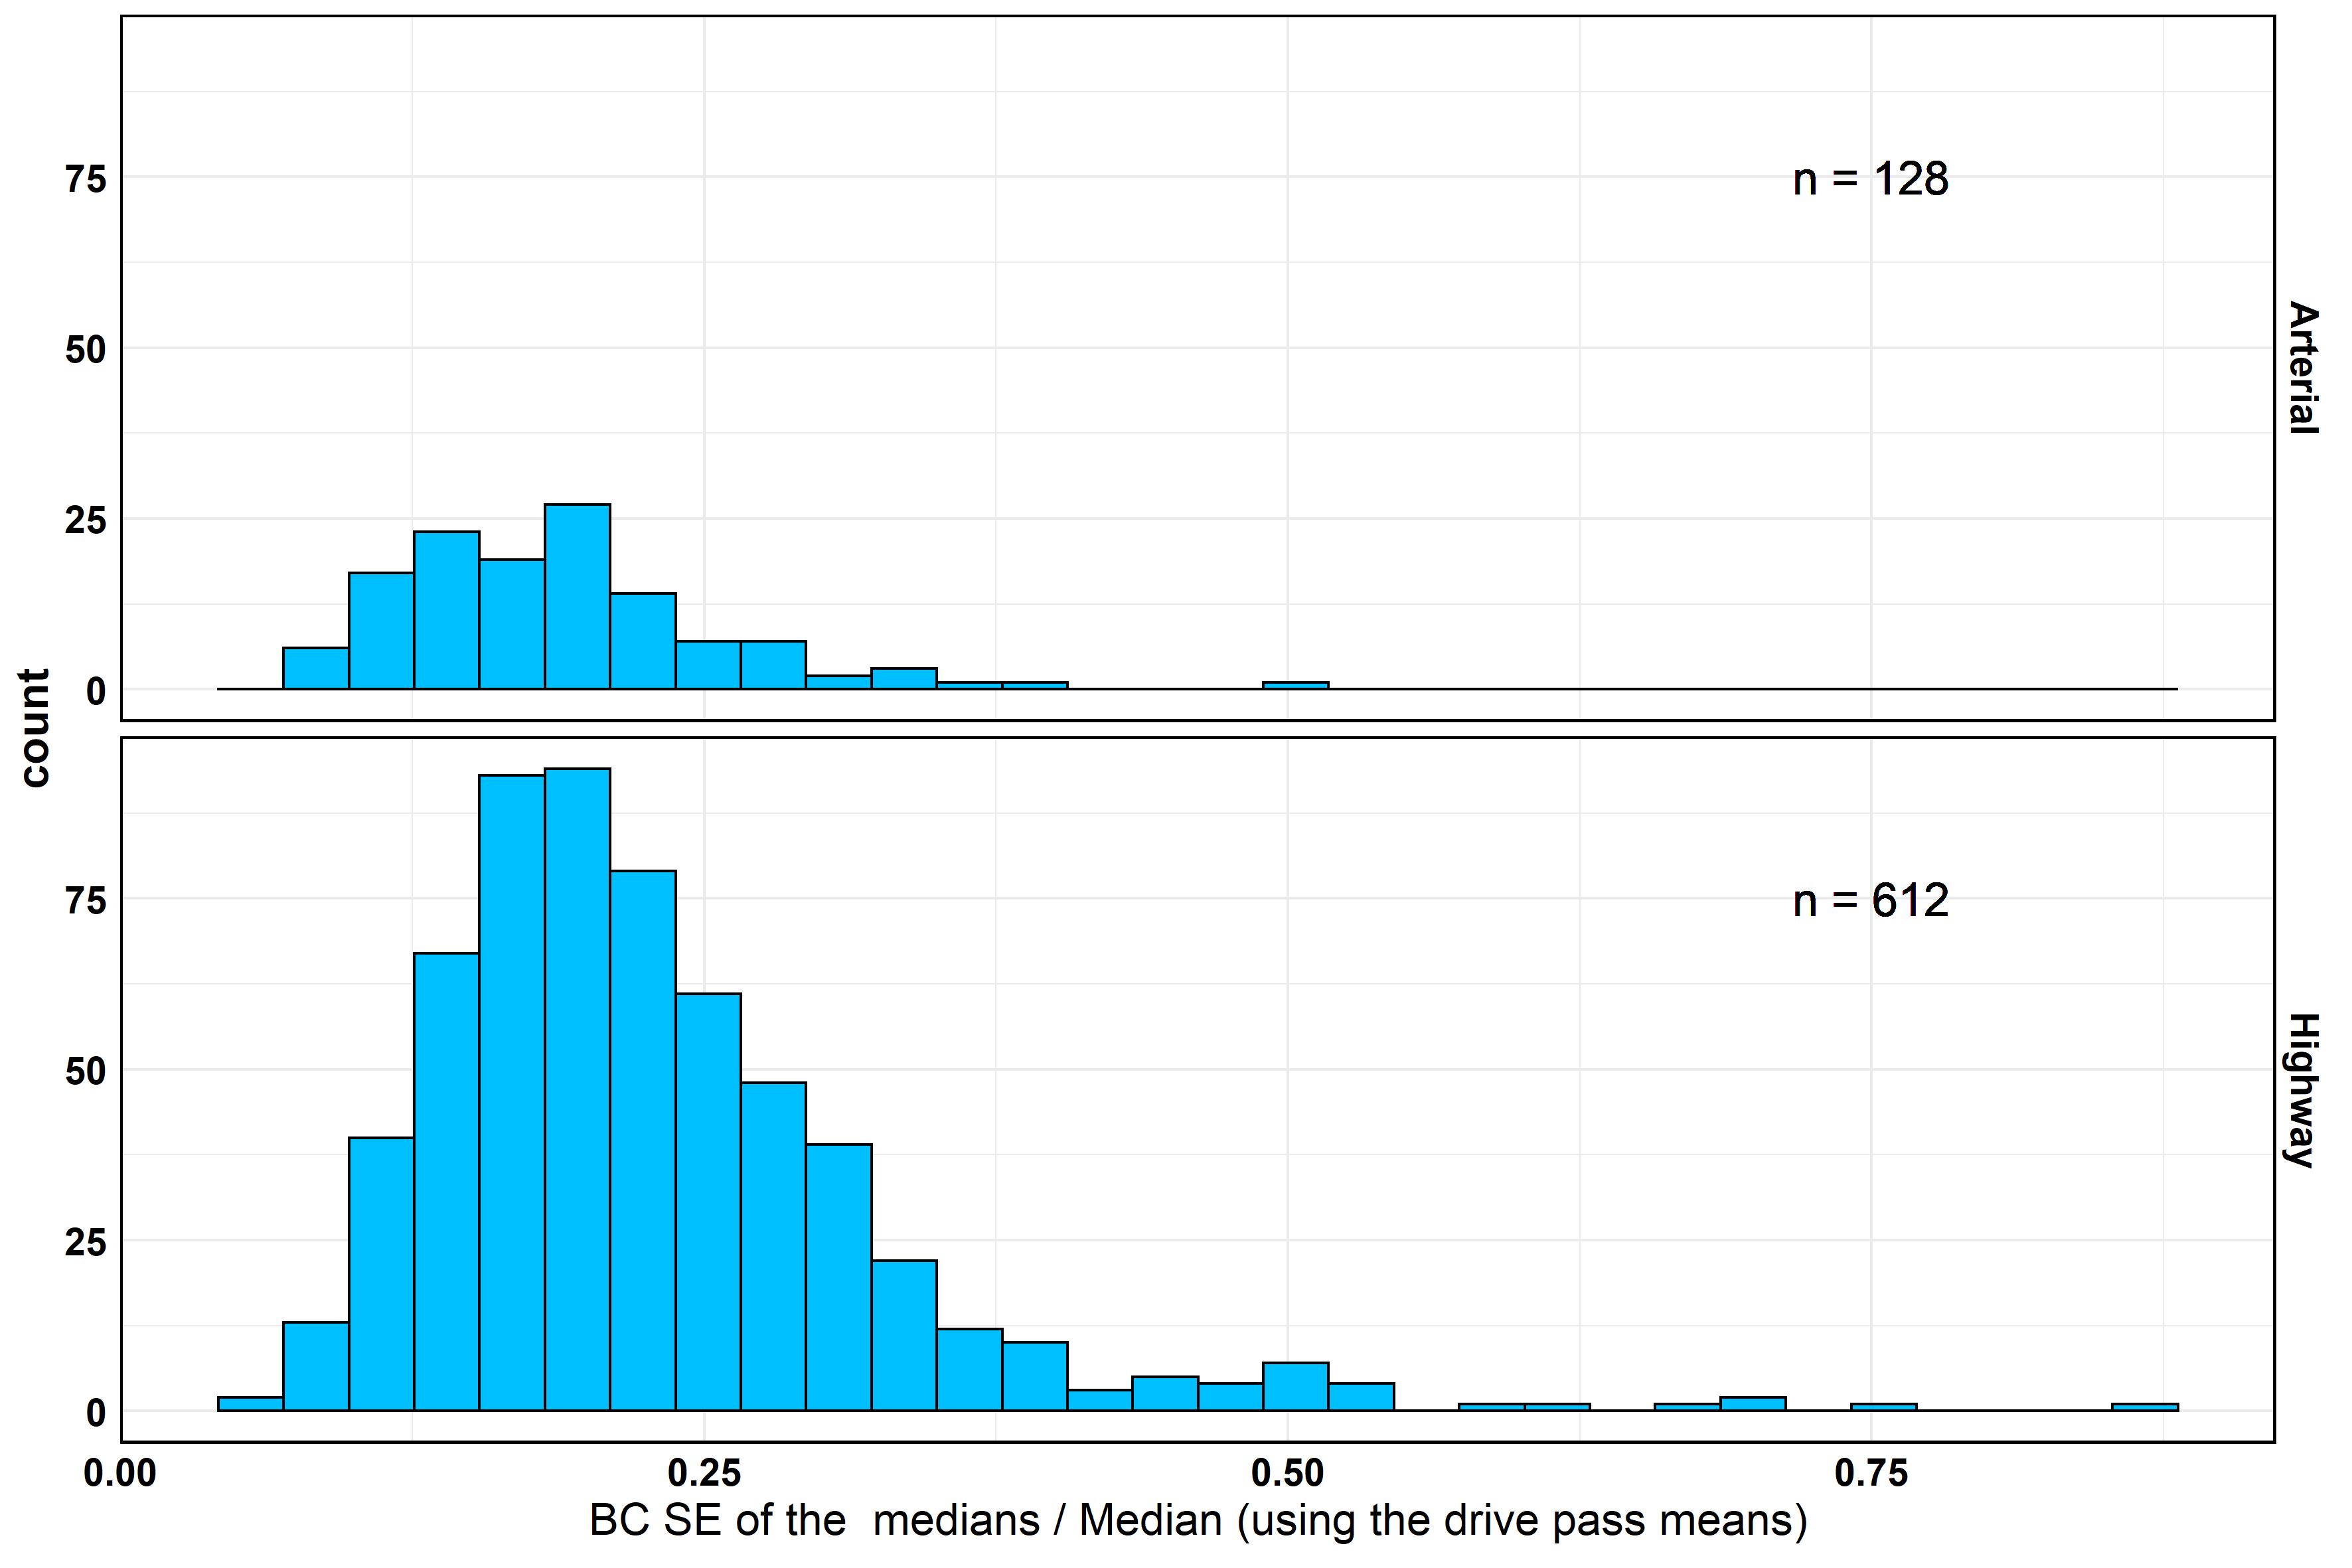 count
75
50
25
0
n = 128
Arterial
75
50
25
0
n = 612
Highway
0.00 0.25 0.50 0.75
BC SE of the  medians / Median (using the drive pass means)